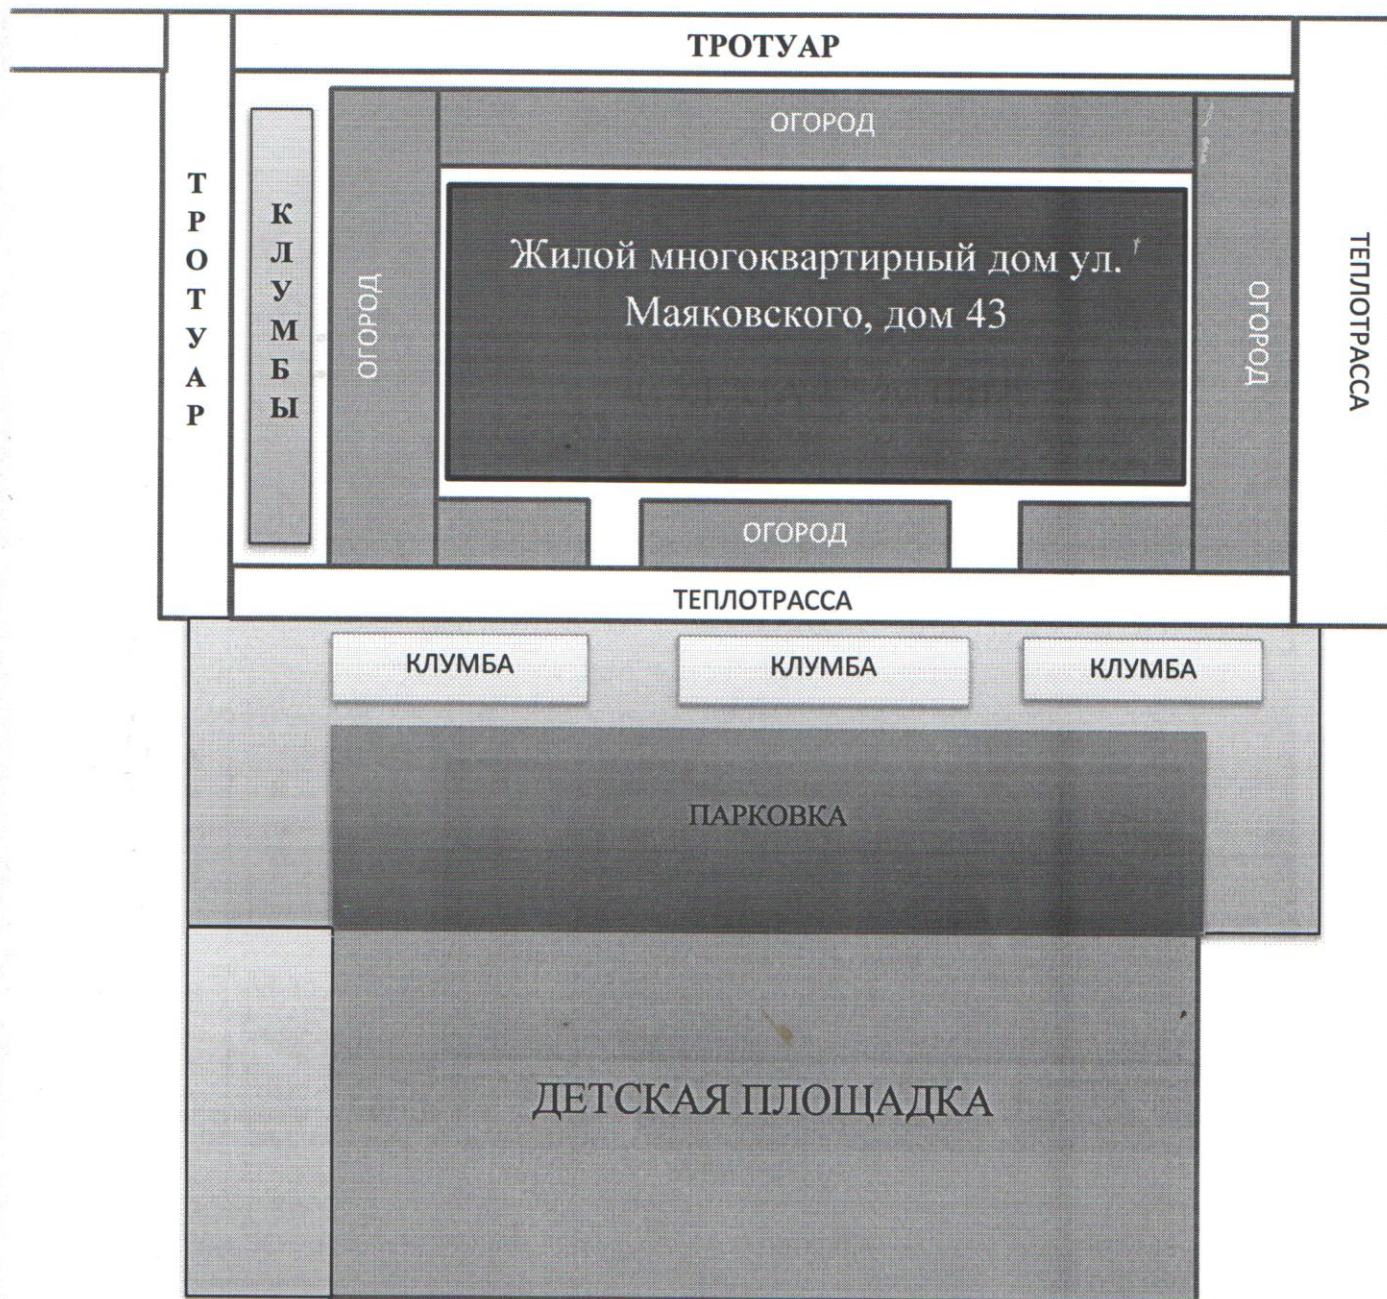 ТРОТУАР
ОГОРОД
ТРОТУАР
КЛУМБЫ
ОГОРОД
Жилой многоквартирный дом ул.
Маяковского, дом 43
ОГОРОД
ТЕПЛОТРАССА
ОГОРОД
ТЕПЛОТРАССА
КЛУМБА
КЛУМБА
КЛУМБА
ПАРКОВКА
ДЕТСКАЯ ПЛОЩАДКА